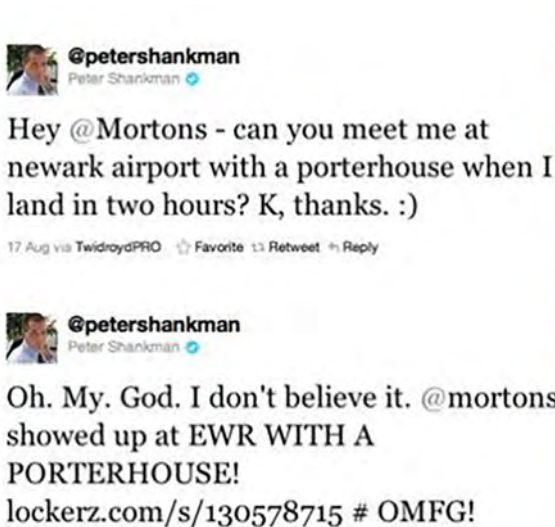 @petershankman
Peter Shankman
Hey @Mortons - can you meet me at
newark airport with a porterhouse when I
land in two hours? K, thanks. :)
17 Aug via TwidroydPRO Favorite Retweet Reply
@petershankman
Peter Shankman
Oh. My. God. I don't believe it. @mortons
showed up at EWR WITH A
PORTERHOUSE!
lockerz.com/s/130578715 # OMFG!